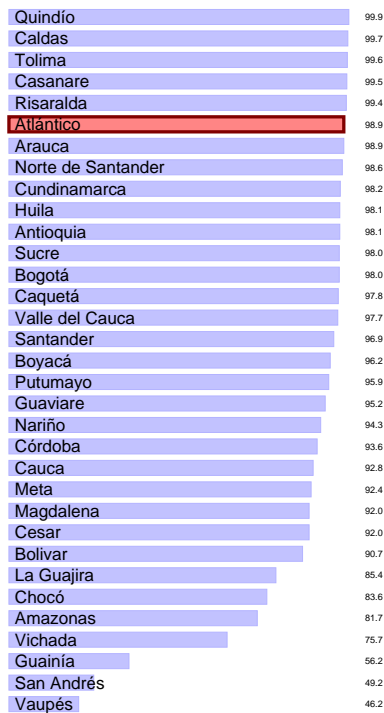 Quindío 99.9
Caldas 99.7
Tolima 99.6
Casanare 99.5
Risaralda 99.4
Atlántico 98.9
Arauca 98.9
Norte de Santander 98.6
Cundinamarca 98.2
Huila 98.1
Antioquia 98.1
Sucre 98.0
Bogotá 98.0
Caquetá 97.8
Valle del Cauca 97.7
Santander 96.9
Boyacá 96.2
Putumayo 95.9
Guaviare 95.2
Nariño 94.3
Córdoba 93.6
Cauca 92.8
Meta 92.4
Magdalena 92.0
Cesar 92.0
Bolivar 90.7
La Guajira 85.4
Chocó 83.6
Amazonas 81.7
Vichada 75.7
Guainía 56.2
San Andrés 49.2
Vaupés 46.2